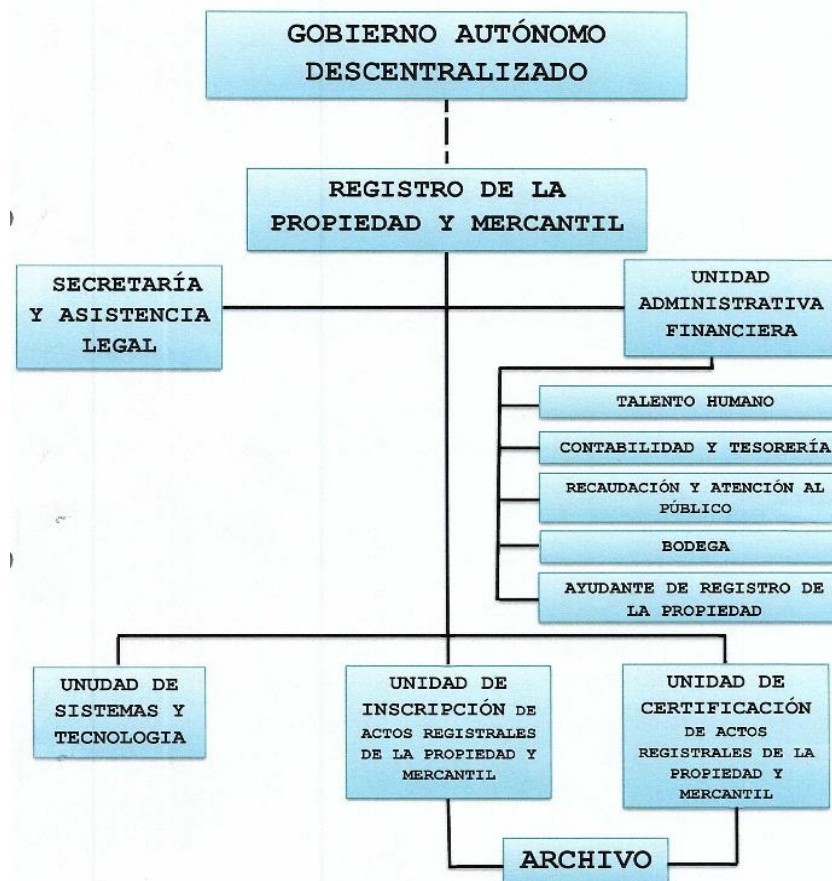 GOBIERNO AUTÓNOMO
DESCENTRALIZADO
REGISTRO DE LA
PROPIEDAD Y MERCANTIL
SECRETARÍA
Y ASISTENCIA
LEGAL
UNIDAD
ADMINISTRATIVA
FINANCIERA
TALENTO HUMANO
CONTABILIDAD Y TESORERÍA
RECAUDACIÓN Y ATENCIÓN AL
PÚBLICO
BODEGA
AYUDANTE DE REGISTRO DE
LA PROPIEDAD
UNUDAD DE
SISTEMAS Y
TECNOLOGIA
UNIDAD DE
INSCRIPCIÓN DE
ACTOS REGISTRALES
DE LA PROPIEDAD Y
MERCANTIL
UNIDAD DE
CERTIFICACIÓN
DE ACTOS
REGISTRALES DE LA
PROPIEDAD Y
MERCANTIL
ARCHIVO